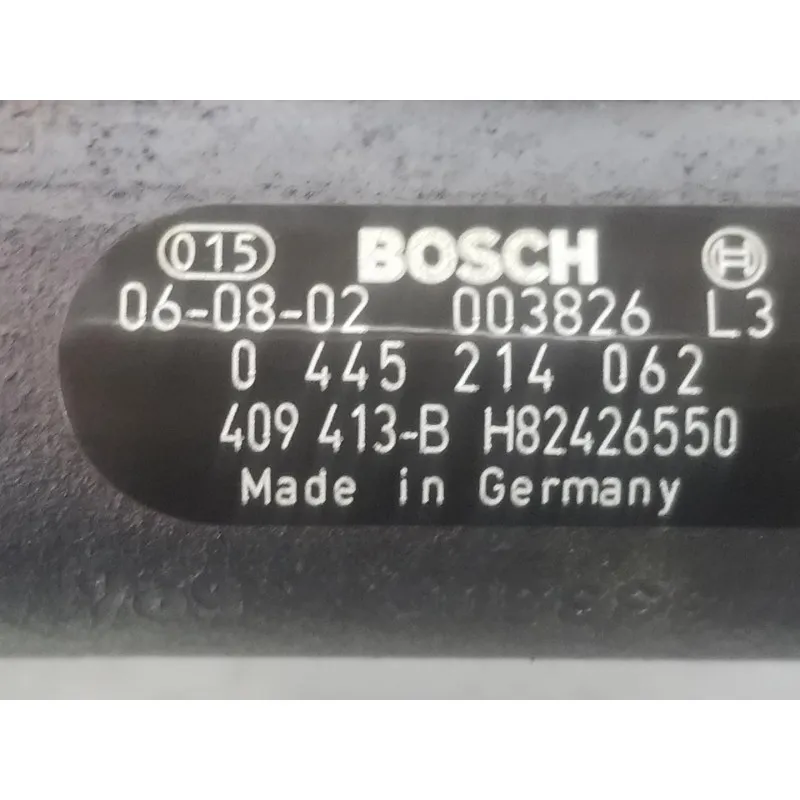 015 BOSCH
06-08-02 003826 L3
0 445 214 062
409 413-B H82426550
Made in Germany